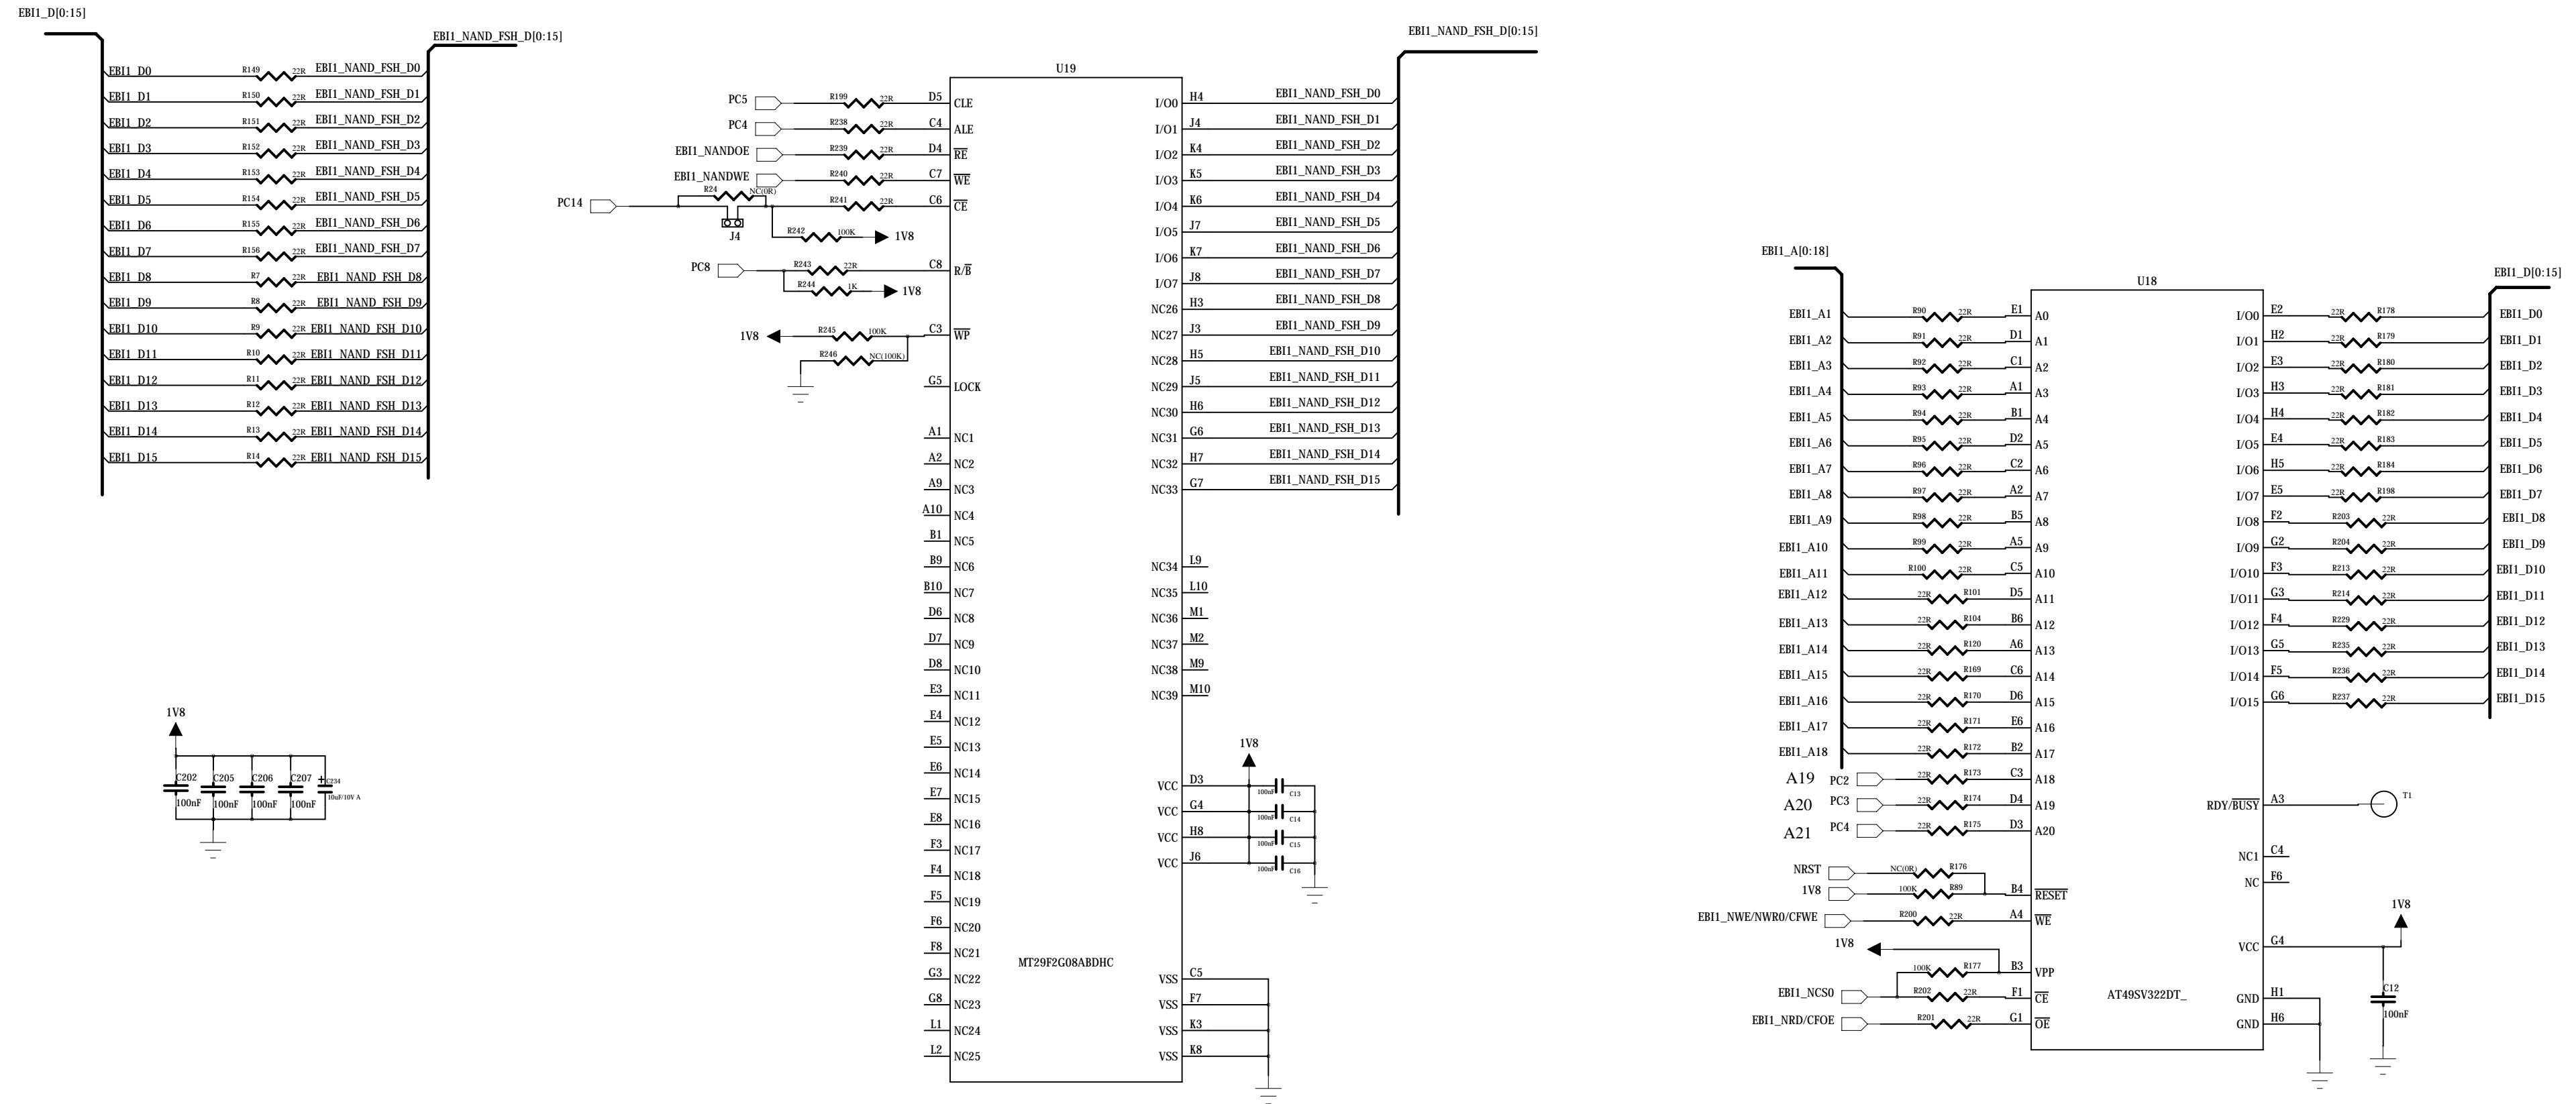 EBI1_D[0:15]
EBI1_NAND_FSH_D[0:15]
EBI1_D0 R149 22R EBI1_NAND_FSH_D0
EBI1_D1 R150 22R EBI1_NAND_FSH_D1
EBI1_D2 R151 22R EBI1_NAND_FSH_D2
EBI1_D3 R152 22R EBI1_NAND_FSH_D3
EBI1_D4 R153 22R EBI1_NAND_FSH_D4
EBI1_D5 R154 22R EBI1_NAND_FSH_D5
EBI1_D6 R155 22R EBI1_NAND_FSH_D6
EBI1_D7 R156 22R EBI1_NAND_FSH_D7
EBI1_D8 R7 22R EBI1_NAND_FSH_D8
EBI1_D9 R8 22R EBI1_NAND_FSH_D9
EBI1_D10 R9 22R EBI1_NAND_FSH_D10
EBI1_D11 R10 22R EBI1_NAND_FSH_D11
EBI1_D12 R11 22R EBI1_NAND_FSH_D12
EBI1_D13 R12 22R EBI1_NAND_FSH_D13
EBI1_D14 R13 22R EBI1_NAND_FSH_D14
EBI1_D15 R14 22R EBI1_NAND_FSH_D15
1V8
C202 C205 C206 C207 + C234
100nF 100nF 100nF 100nF 10uF/10V A
U19
EBI1_NAND_FSH_D[0:15]
PC5 R199 22R D5 CLE I/O0 H4 EBI1_NAND_FSH_D0
PC4 R238 22R C4 ALE I/O1 J4 EBI1_NAND_FSH_D1
EBI1_NANDOE R239 22R D4 RE I/O2 K4 EBI1_NAND_FSH_D2
EBI1_NANDWE R240 22R C7 WE I/O3 K5 EBI1_NAND_FSH_D3
R24 NC(0R)
PC14 R241 22R C6 CE I/O4 K6 EBI1_NAND_FSH_D4
J4 R242 100K 1V8 I/O5 J7 EBI1_NAND_FSH_D5
I/O6 K7 EBI1_NAND_FSH_D6
PC8 R243 22R C8 R/B I/O7 J8 EBI1_NAND_FSH_D7
R244 1K 1V8
NC26 H3 EBI1_NAND_FSH_D8
1V8 R245 100K C3 WP NC27 J3 EBI1_NAND_FSH_D9
R246 NC(100K) NC28 H5 EBI1_NAND_FSH_D10
G5 LOCK NC29 J5 EBI1_NAND_FSH_D11
NC30 H6 EBI1_NAND_FSH_D12
A1 NC1 NC31 G6 EBI1_NAND_FSH_D13
A2 NC2 NC32 H7 EBI1_NAND_FSH_D14
A9 NC3 NC33 G7 EBI1_NAND_FSH_D15
A10 NC4
B1 NC5
B9 NC6 NC34 L9
B10 NC7 NC35 L10
D6 NC8 NC36 M1
D7 NC9 NC37 M2
D8 NC10 NC38 M9
E3 NC11 NC39 M10
E4 NC12
E5 NC13 1V8
E6 NC14 VCC D3 100nF C13
E7 NC15 VCC G4 100nF C14
E8 NC16 VCC H8 100nF C15
F3 NC17 VCC J6 100nF C16
F4 NC18
F5 NC19
F6 NC20
F8 NC21
MT29F2G08ABDHC
G3 NC22 VSS C5
G8 NC23 VSS F7
L1 NC24 VSS K3
L2 NC25 VSS K8
EBI1_A[0:18]
U18
EBI1_D[0:15]
EBI1_A1 R90 22R E1 A0 I/O0 E2 22R R178 EBI1_D0
EBI1_A2 R91 22R D1 A1 I/O1 H2 22R R179 EBI1_D1
EBI1_A3 R92 22R C1 A2 I/O2 E3 22R R180 EBI1_D2
EBI1_A4 R93 22R A1 A3 I/O3 H3 22R R181 EBI1_D3
EBI1_A5 R94 22R B1 A4 I/O4 H4 22R R182 EBI1_D4
EBI1_A6 R95 22R D2 A5 I/O5 E4 22R R183 EBI1_D5
EBI1_A7 R96 22R C2 A6 I/O6 H5 22R R184 EBI1_D6
EBI1_A8 R97 22R A2 A7 I/O7 E5 22R R198 EBI1_D7
EBI1_A9 R98 22R B5 A8 I/O8 F2 R203 22R EBI1_D8
EBI1_A10 R99 22R A5 A9 I/O9 G2 R204 22R EBI1_D9
EBI1_A11 R100 22R C5 A10 I/O10 F3 R213 22R EBI1_D10
EBI1_A12 22R R101 D5 A11 I/O11 G3 R214 22R EBI1_D11
EBI1_A13 22R R104 B6 A12 I/O12 F4 R229 22R EBI1_D12
EBI1_A14 22R R120 A6 A13 I/O13 G5 R235 22R EBI1_D13
EBI1_A15 22R R169 C6 A14 I/O14 F5 R236 22R EBI1_D14
EBI1_A16 22R R170 D6 A15 I/O15 G6 R237 22R EBI1_D15
EBI1_A17 22R R171 E6 A16
EBI1_A18 22R R172 B2 A17
A19 PC2 22R R173 C3 A18
A20 PC3 22R R174 D4 A19 RDY/BUSY A3 T1
A21 PC4 22R R175 D3 A20
NC1 C4
NRST NC(0R) R176 NC F6
1V8 100K R89 B4 RESET
EBI1_NWE/NWR0/CFWE R200 22R A4 WE 1V8
1V8 VCC G4
100K R177 B3 VPP
EBI1_NCS0 R202 22R F1 CE AT49SV322DT_ GND H1 C12
100nF
EBI1_NRD/CFOE R201 22R G1 OE GND H6